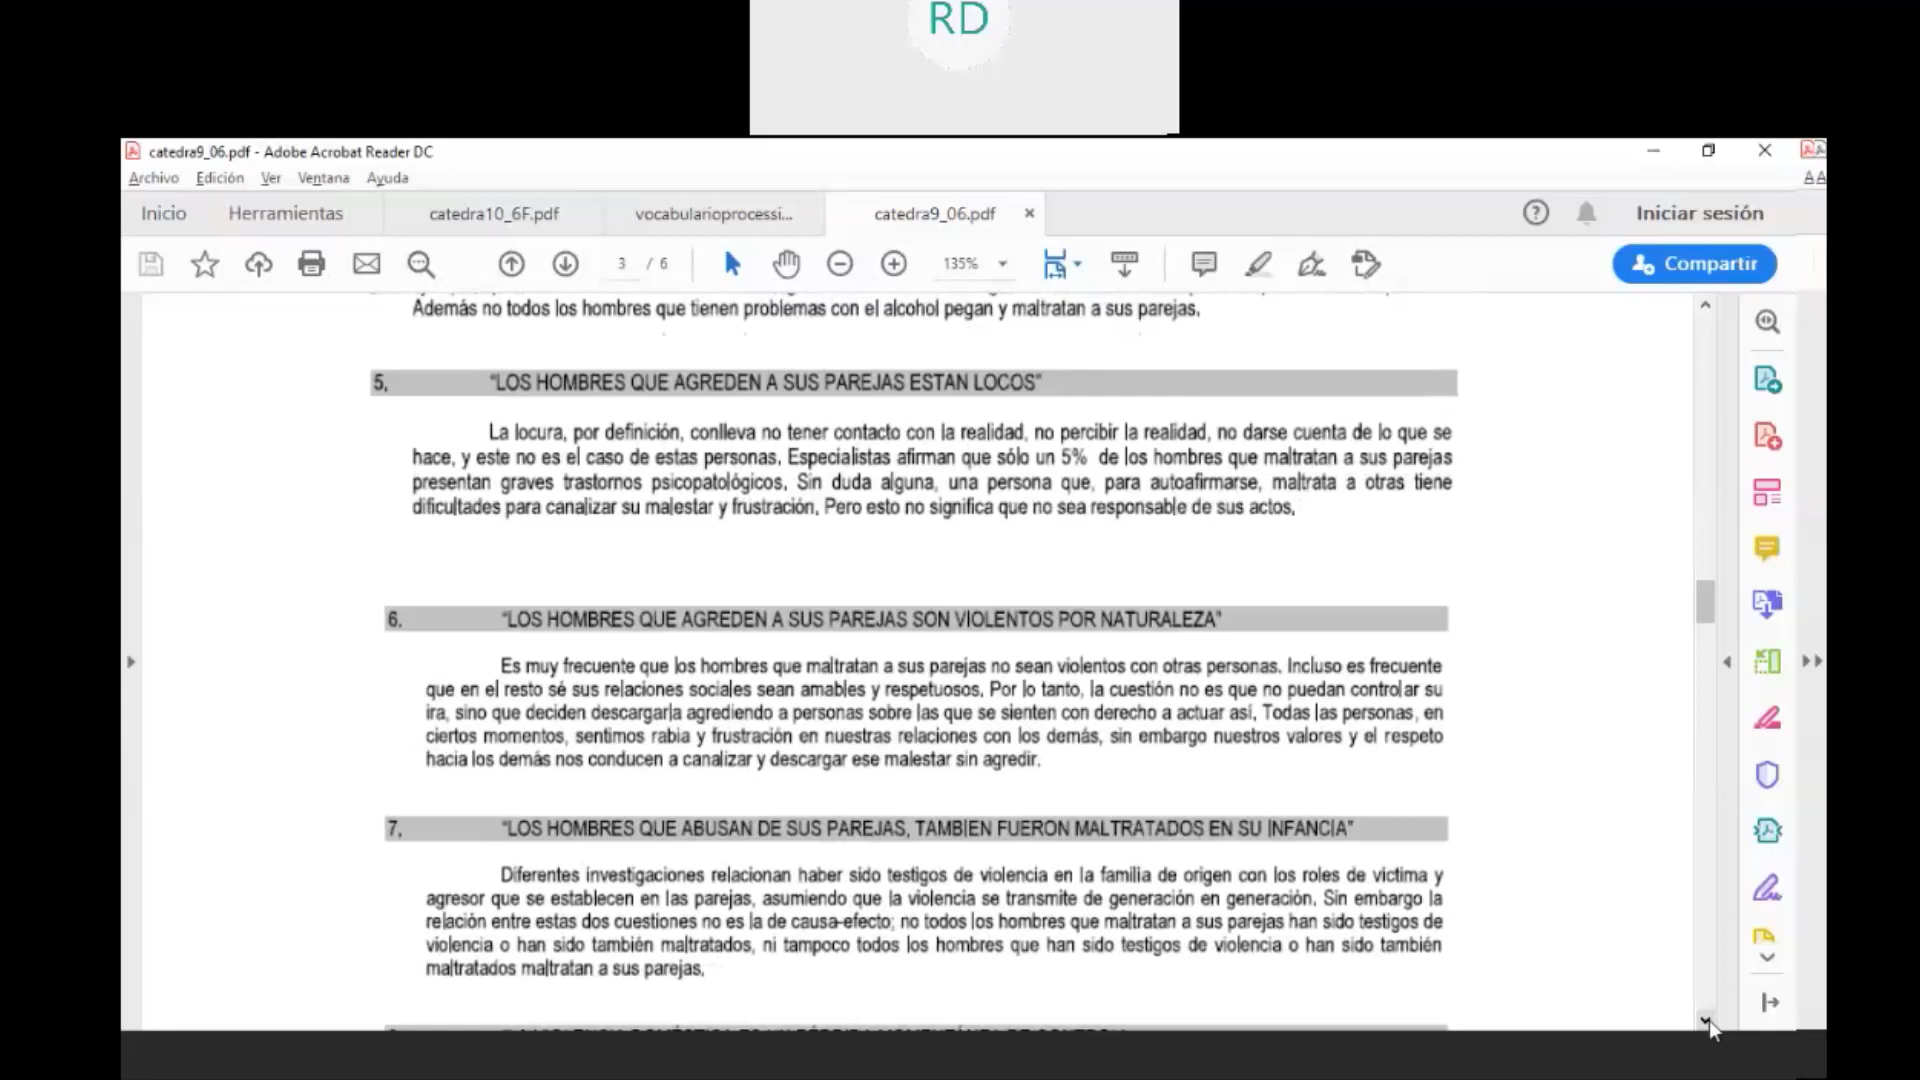 RD
catedra9_06.pdf - Adobe Acrobat Reader DC
Archivo Edición Ver Ventana Ayuda
Inicio Herramientas catedra10_6F.pdf vocabularioprocessi... catedra9_06.pdf Iniciar sesión
3 / 6 135% Compartir
Además no todos los hombres que tienen problemas con el alcohol pegan y maltratan a sus parejas.
5. "LOS HOMBRES QUE AGREDEN A SUS PAREJAS ESTAN LOCOS"
La locura, por definición, conlleva no tener contacto con la realidad, no percibir la realidad, no darse cuenta de lo que se
hace, y este no es el caso de estas personas. Especialistas afirman que sólo un 5% de los hombres que maltratan a sus parejas
presentan graves trastornos psicopatológicos. Sin duda alguna, una persona que, para autoafirmarse, maltrata a otras tiene
dificultades para canalizar su malestar y frustración. Pero esto no significa que no sea responsable de sus actos.
6. "LOS HOMBRES QUE AGREDEN A SUS PAREJAS SON VIOLENTOS POR NATURALEZA"
Es muy frecuente que los hombres que maltratan a sus parejas no sean violentos con otras personas. Incluso es frecuente
que en el resto sé sus relaciones sociales sean amables y respetuosos. Por lo tanto, la cuestión no es que no puedan controlar su
ira, sino que deciden descargarla agrediendo a personas sobre las que se sienten con derecho a actuar así. Todas las personas, en
ciertos momentos, sentimos rabia y frustración en nuestras relaciones con los demás, sin embargo nuestros valores y el respeto
hacia los demás nos conducen a canalizar y descargar ese malestar sin agredir.
7. "LOS HOMBRES QUE ABUSAN DE SUS PAREJAS, TAMBIEN FUERON MALTRATADOS EN SU INFANCIA"
Diferentes investigaciones relacionan haber sido testigos de violencia en la familia de origen con los roles de victima y
agresor que se establecen en las parejas, asumiendo que la violencia se transmite de generación en generación. Sin embargo la
relación entre estas dos cuestiones no es la de causa-efecto; no todos los hombres que maltratan a sus parejas han sido testigos de
violencia o han sido también maltratados, ni tampoco todos los hombres que han sido testigos de violencia o han sido también
maltratados maltratan a sus parejas.